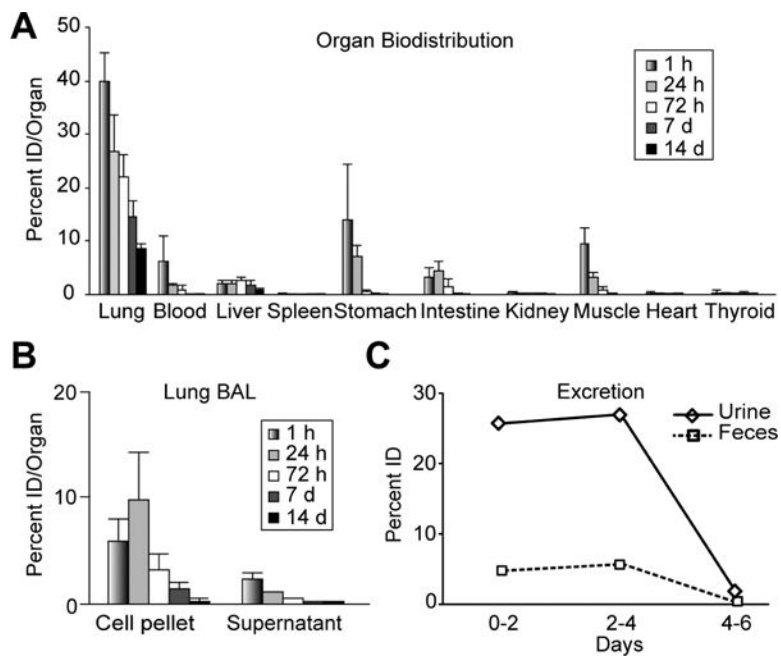 A
Organ Biodistribution
Percent ID/Organ
50
40
30
20
10
0
1 h
24 h
72 h
7 d
14 d
Lung Blood Liver Spleen Stomach Intestine Kidney Muscle Heart Thyroid
B
Lung BAL
Percent ID/Organ
20
10
0
1 h
24 h
72 h
7 d
14 d
Cell pellet Supernatant
C
Excretion
Percent ID
30
20
10
0
Urine
Feces
0-2 2-4 4-6
Days